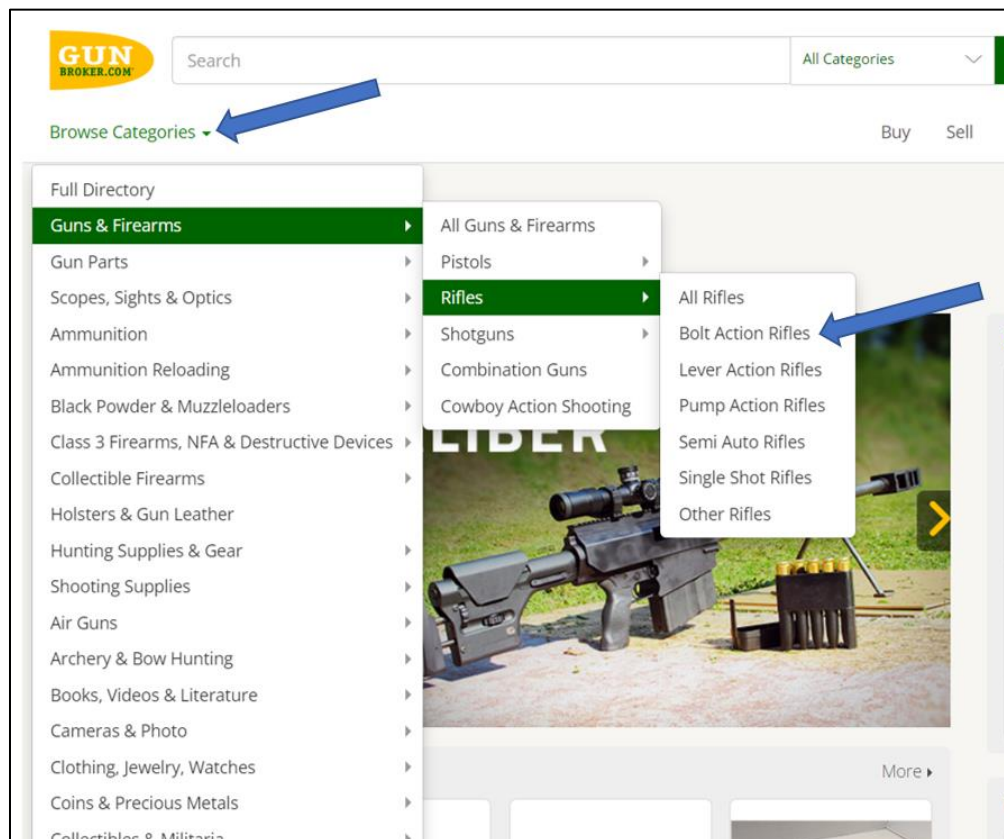 GUN
BROKER.COM
Search
All Categories
Browse Categories
Buy Sell
Full Directory
Guns & Firearms
Gun Parts
Scopes, Sights & Optics
Ammunition
Ammunition Reloading
Black Powder & Muzzleloaders
Class 3 Firearms, NFA & Destructive Devices
Collectible Firearms
Holsters & Gun Leather
Hunting Supplies & Gear
Shooting Supplies
Air Guns
Archery & Bow Hunting
Books, Videos & Literature
Cameras & Photo
Clothing, Jewelry, Watches
Coins & Precious Metals
Collectibles & Militaria
All Guns & Firearms
Pistols
Rifles
Shotguns
Combination Guns
Cowboy Action Shooting
All Rifles
Bolt Action Rifles
Lever Action Rifles
Pump Action Rifles
Semi Auto Rifles
Single Shot Rifles
Other Rifles
LIBER
More